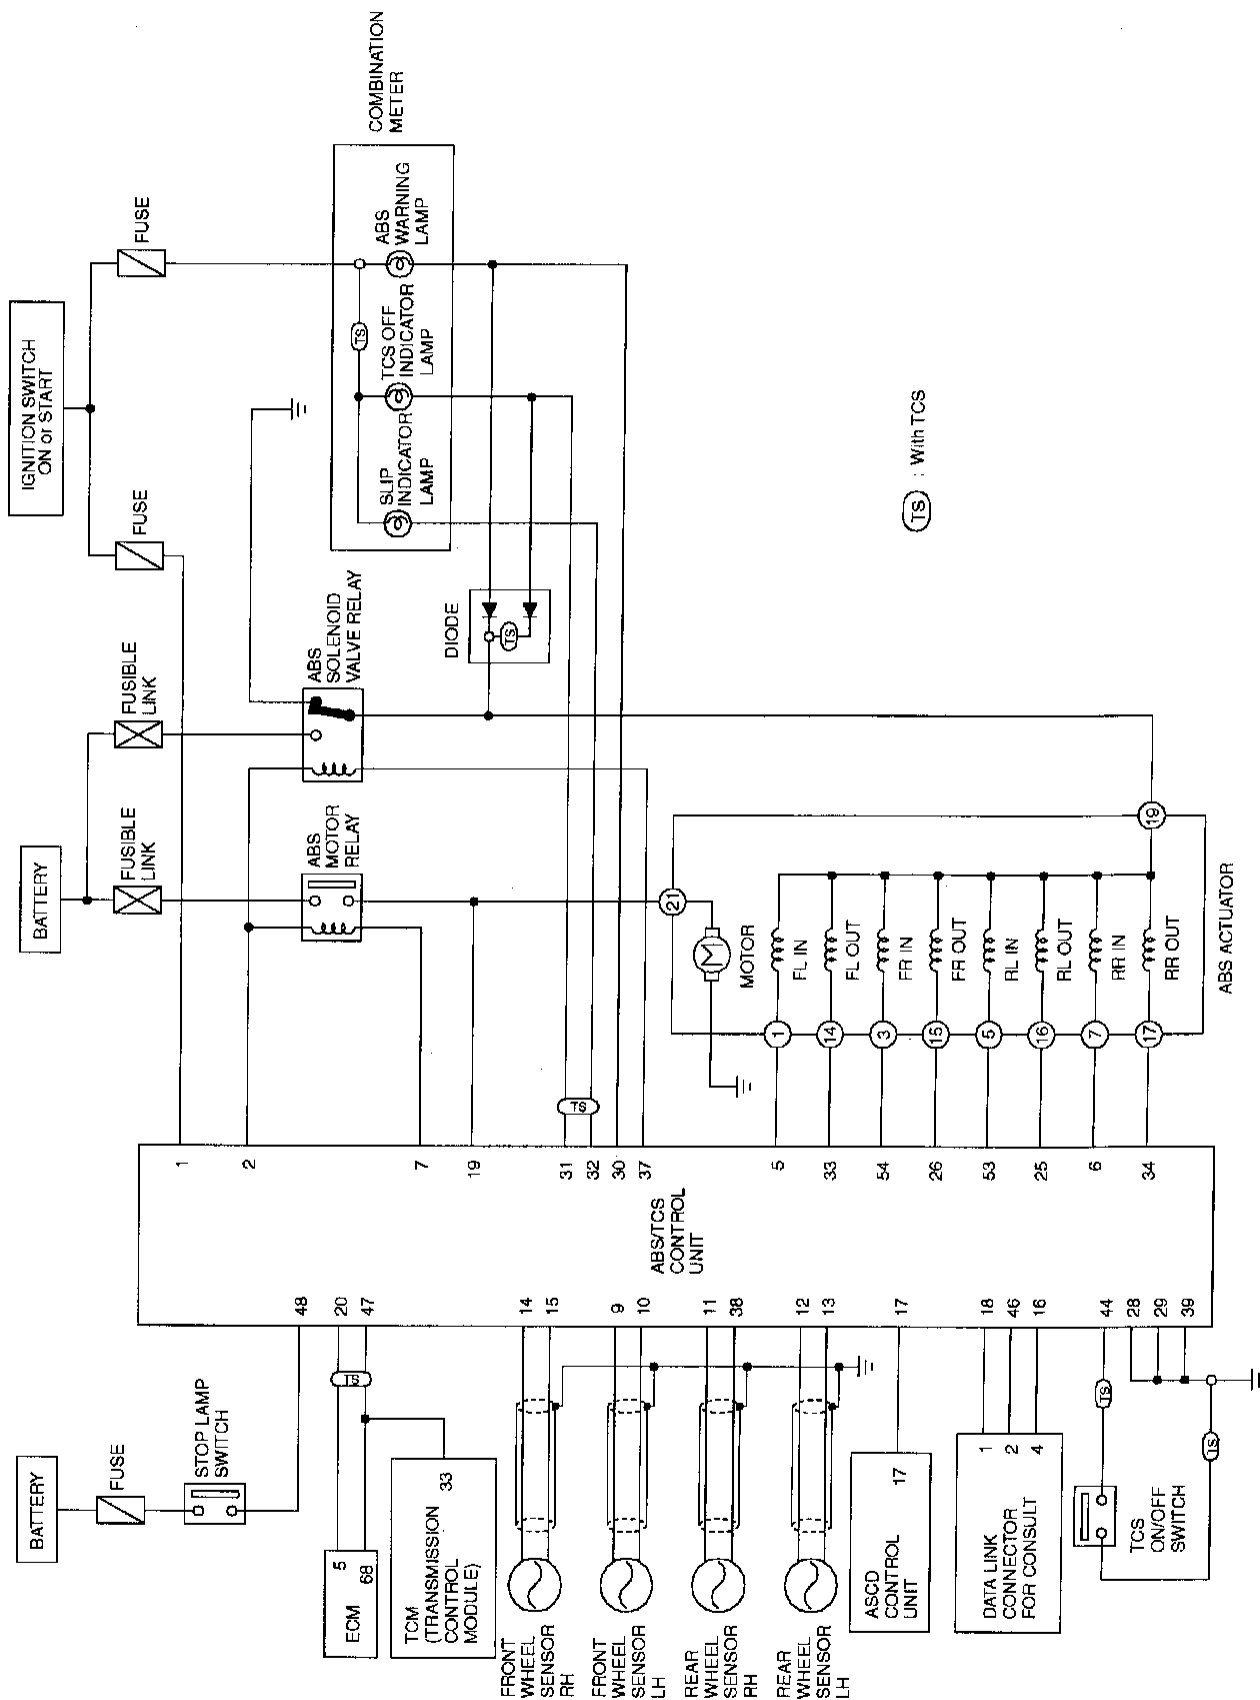 BATTERY
FUSE
STOP LAMP
SWITCH
ECM
5
68
TCM
(TRANSMISSION
CONTROL
MODULE)
33
FRONT
WHEEL
SENSOR
RH
FRONT
WHEEL
SENSOR
LH
REAR
WHEEL
SENSOR
RH
REAR
WHEEL
SENSOR
LH
ASCD
CONTROL
UNIT
17
DATA LINK
CONNECTOR
FOR CONSULT
1
2
4
TCS
ON/OFF
SWITCH
TS
TS
TS
48
20
47
14
15
9
10
11
38
12
13
17
18
46
16
44
28
29
39
ABS/TCS
CONTROL
UNIT
1
2
7
19
31
32
30
37
5
33
54
26
53
25
6
34
TS
BATTERY
FUSIBLE
LINK
FUSIBLE
LINK
ABS
MOTOR
RELAY
ABS
SOLENOID
VALVE RELAY
IGNITION SWITCH
ON or START
FUSE
FUSE
COMBINATION
METER
SLIP
INDICATOR
LAMP
TCS OFF
INDICATOR
LAMP
ABS
WARNING
LAMP
TS
DIODE
TS
21
M
MOTOR
19
1
14
3
15
5
16
7
17
FL IN
FL OUT
FR IN
FR OUT
RL IN
RL OUT
RR IN
RR OUT
ABS ACTUATOR
TS : With TCS